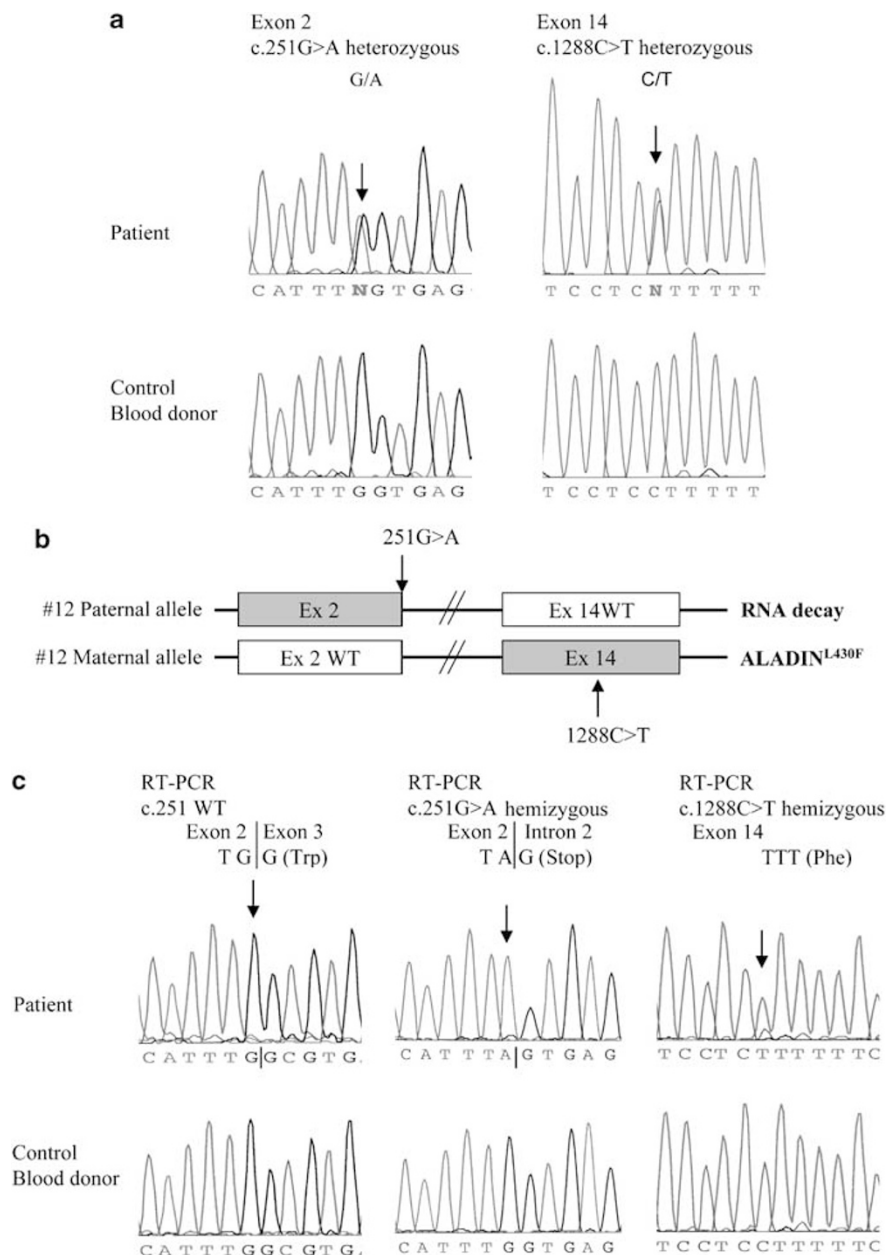 a
Exon 2
c.251G>A heterozygous
G/A
Exon 14
c.1288C>T heterozygous
C/T
Patient
C A T T T N G T G A G
T C C T C N T T T T T
Control
Blood donor
C A T T T G G T G A G
T C C T C C T T T T T
b
251G>A
#12 Paternal allele
Ex 2
Ex 14WT
RNA decay
#12 Maternal allele
Ex 2 WT
Ex 14
ALADIN^L430F
1288C>T
c
RT-PCR
c.251 WT
Exon 2 | Exon 3
T G | G (Trp)
RT-PCR
c.251G>A hemizygous
Exon 2 | Intron 2
T A | G (Stop)
RT-PCR
c.1288C>T hemizygous
Exon 14
TTT (Phe)
Patient
C A T T T G | G C G T G
C A T T T A | G T G A G
T C C T C T T T T T T C
Control
Blood donor
C A T T T G G C G T G
C A T T T G G T G A G
T C C T C C T T T T T C